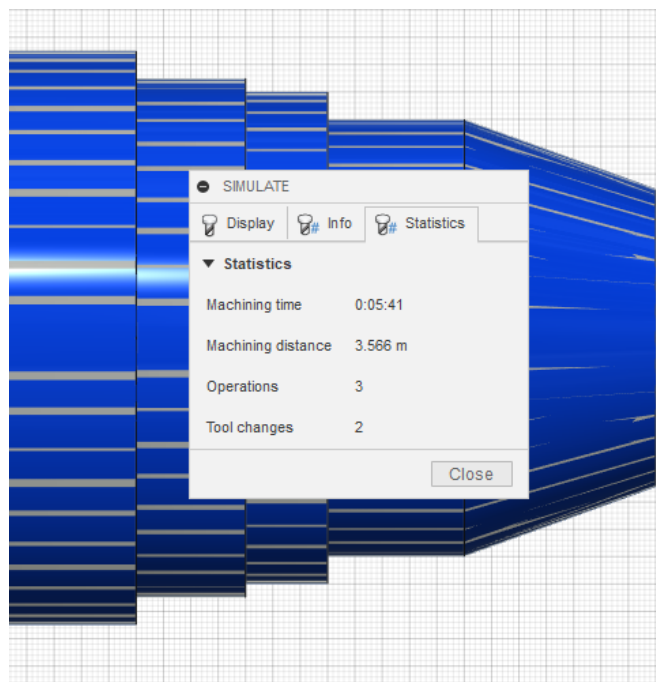 SIMULATE
Display Info Statistics
Statistics
Machining time 0:05:41
Machining distance 3.566 m
Operations 3
Tool changes 2
Close